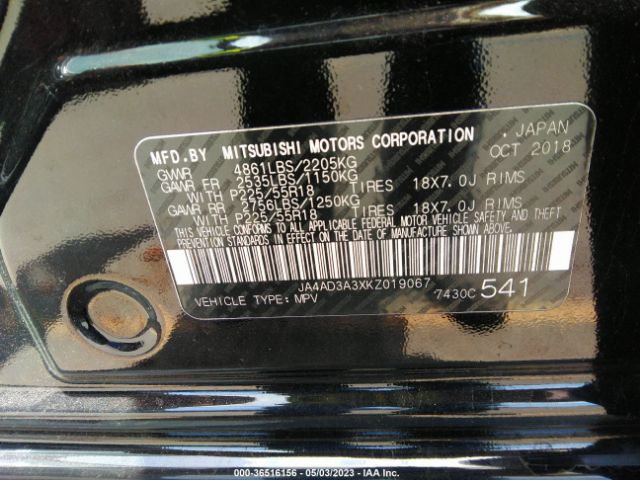 MFD.BY MITSUBISHI MOTORS CORPORATION , JAPAN
GVWR 4861LBS/2205KG OCT 2018
GAWR FR 2535LBS/1150KG
WITH P225/55R18 TIRES 18X7.0J RIMS
GAWR RR 2756LBS/1250KG
WITH P225/55R18 TIRES 18X7.0J RIMS
THIS VEHICLE CONFORMS TO ALL APPLICABLE FEDERAL MOTOR VEHICLE SAFETY AND THEFT
PREVENTION STANDARDS IN EFFECT ON THE DATE OF MANUFACTURE SHOWN ABOVE.
JA4AD3A3XKZ019067
VEHICLE TYPE: MPV 7430C 541
000-36516156 - 05/03/2023 - IAA Inc.